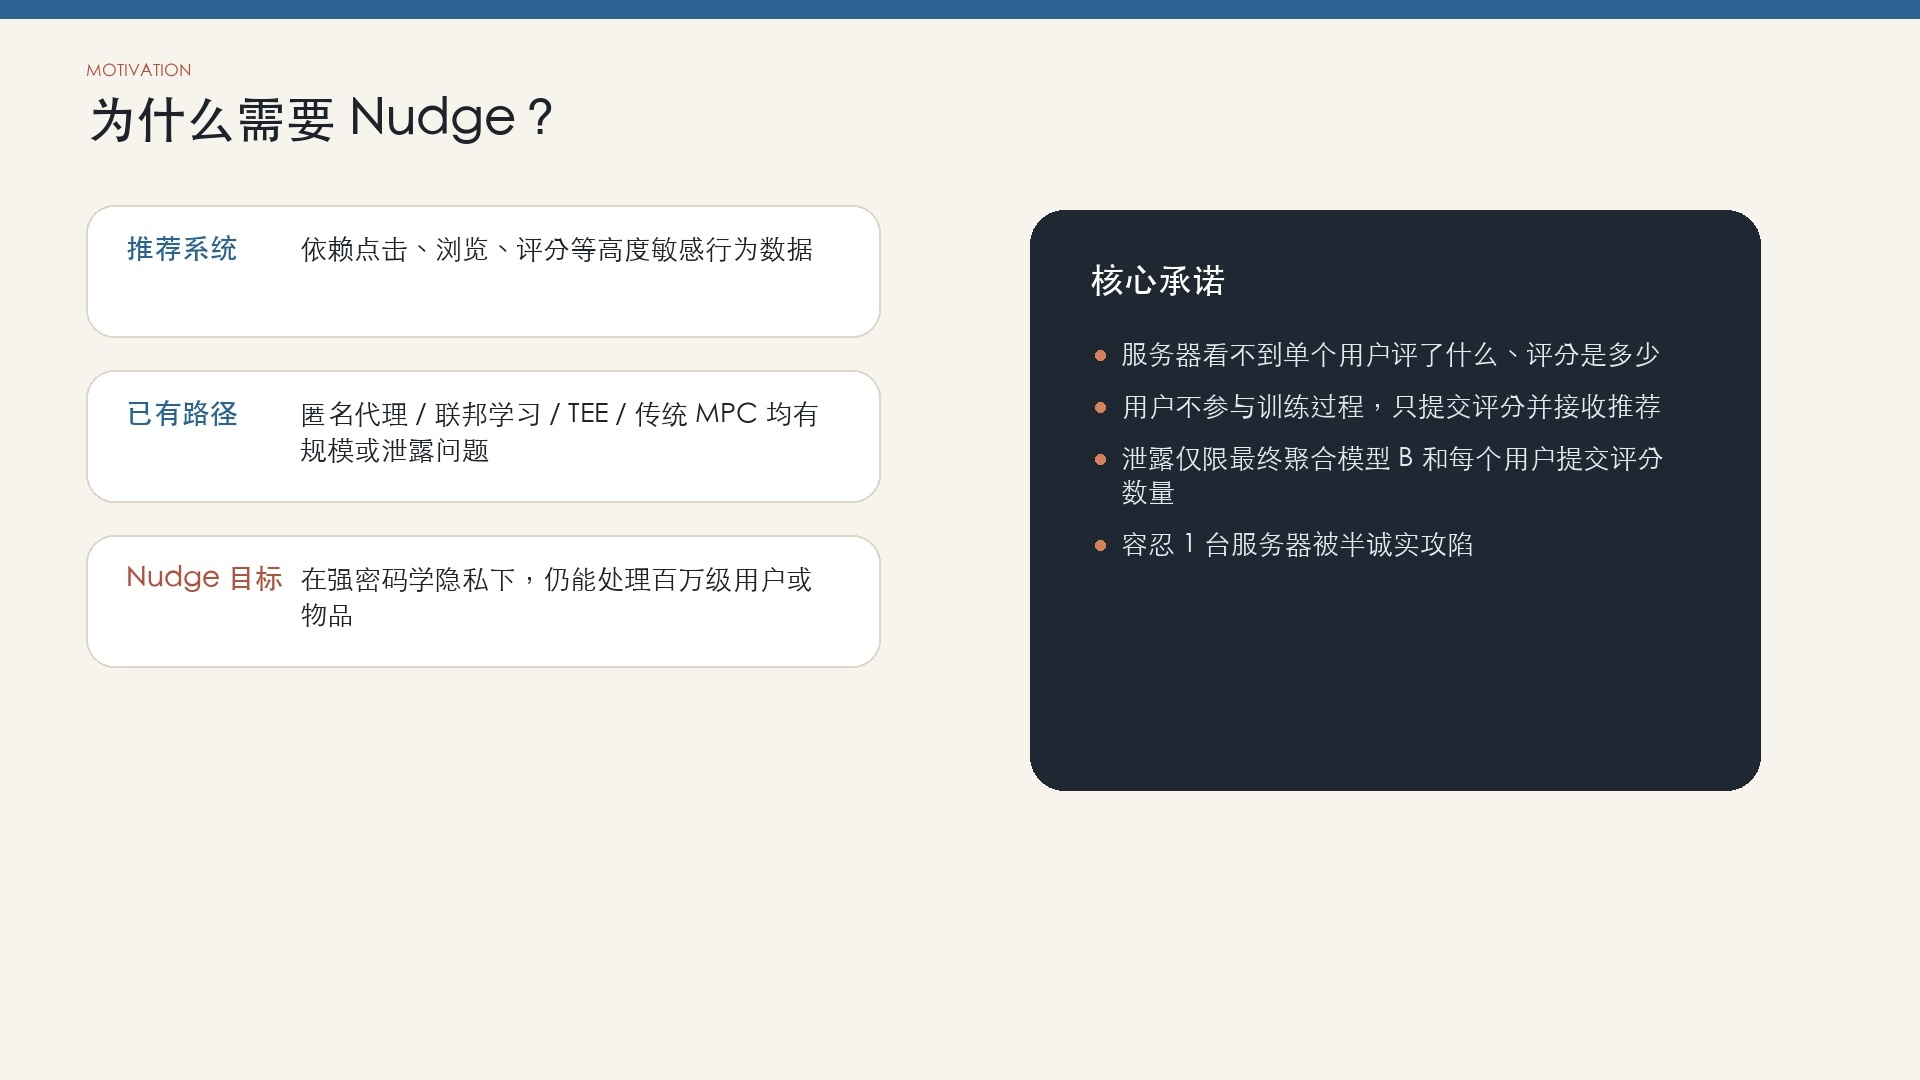 MOTIVATION
为什么需要 Nudge？
推荐系统
依赖点击、浏览、评分等高度敏感行为数据
已有路径
匿名代理 / 联邦学习 / TEE / 传统 MPC 均有
规模或泄露问题
Nudge 目标
在强密码学隐私下，仍能处理百万级用户或
物品
核心承诺
• 服务器看不到单个用户评了什么、评分是多少
• 用户不参与训练过程，只提交评分并接收推荐
• 泄露仅限最终聚合模型 B 和每个用户提交评分
数量
• 容忍 1 台服务器被半诚实攻陷